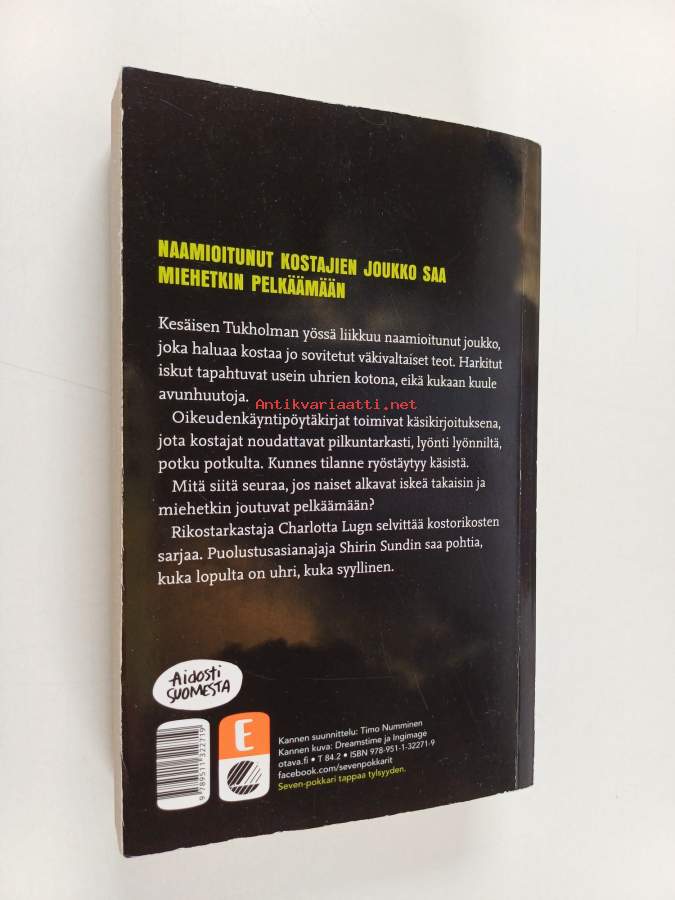 NAAMIOITUNUT KOSTAJIEN JOUKKO SAA
MIEHETKIN PELKÄÄMÄÄN
Kesäisen Tukholman yössä liikkuu naamioitunut joukko,
joka haluaa kostaa jo sovitetut väkivaltaiset teot. Harkitut
iskut tapahtuvat usein uhrien kotona, eikä kukaan kuule
avunhuutoja.
Antikvariaatti.net
Oikeudenkäyntipöytäkirjat toimivat käsikirjoituksena,
jota kostajat noudattavat pilkuntarkasti, lyönti lyönniltä,
potku potkulta. Kunnes tilanne ryöstäytyy käsistä.
Mitä siitä seuraa, jos naiset alkavat iskeä takaisin ja
miehetkin joutuvat pelkäämään?
Rikostarkastaja Charlotta Lugn selvittää kostorikosten
sarjaa. Puolustusasianajaja Shirin Sundin saa pohtia,
kuka lopulta on uhri, kuka syyllinen.
Aidosti
SUOMESTA
9 789511 322719
E
Kannen suunnittelu: Timo Numminen
Kannen kuva: Dreamstime ja Ingimage
otava.fi • T 84.2 • ISBN 978-951-1-32271-9
facebook.com/sevenpokkarit
Seven-pokkari tappaa tylsyyden.